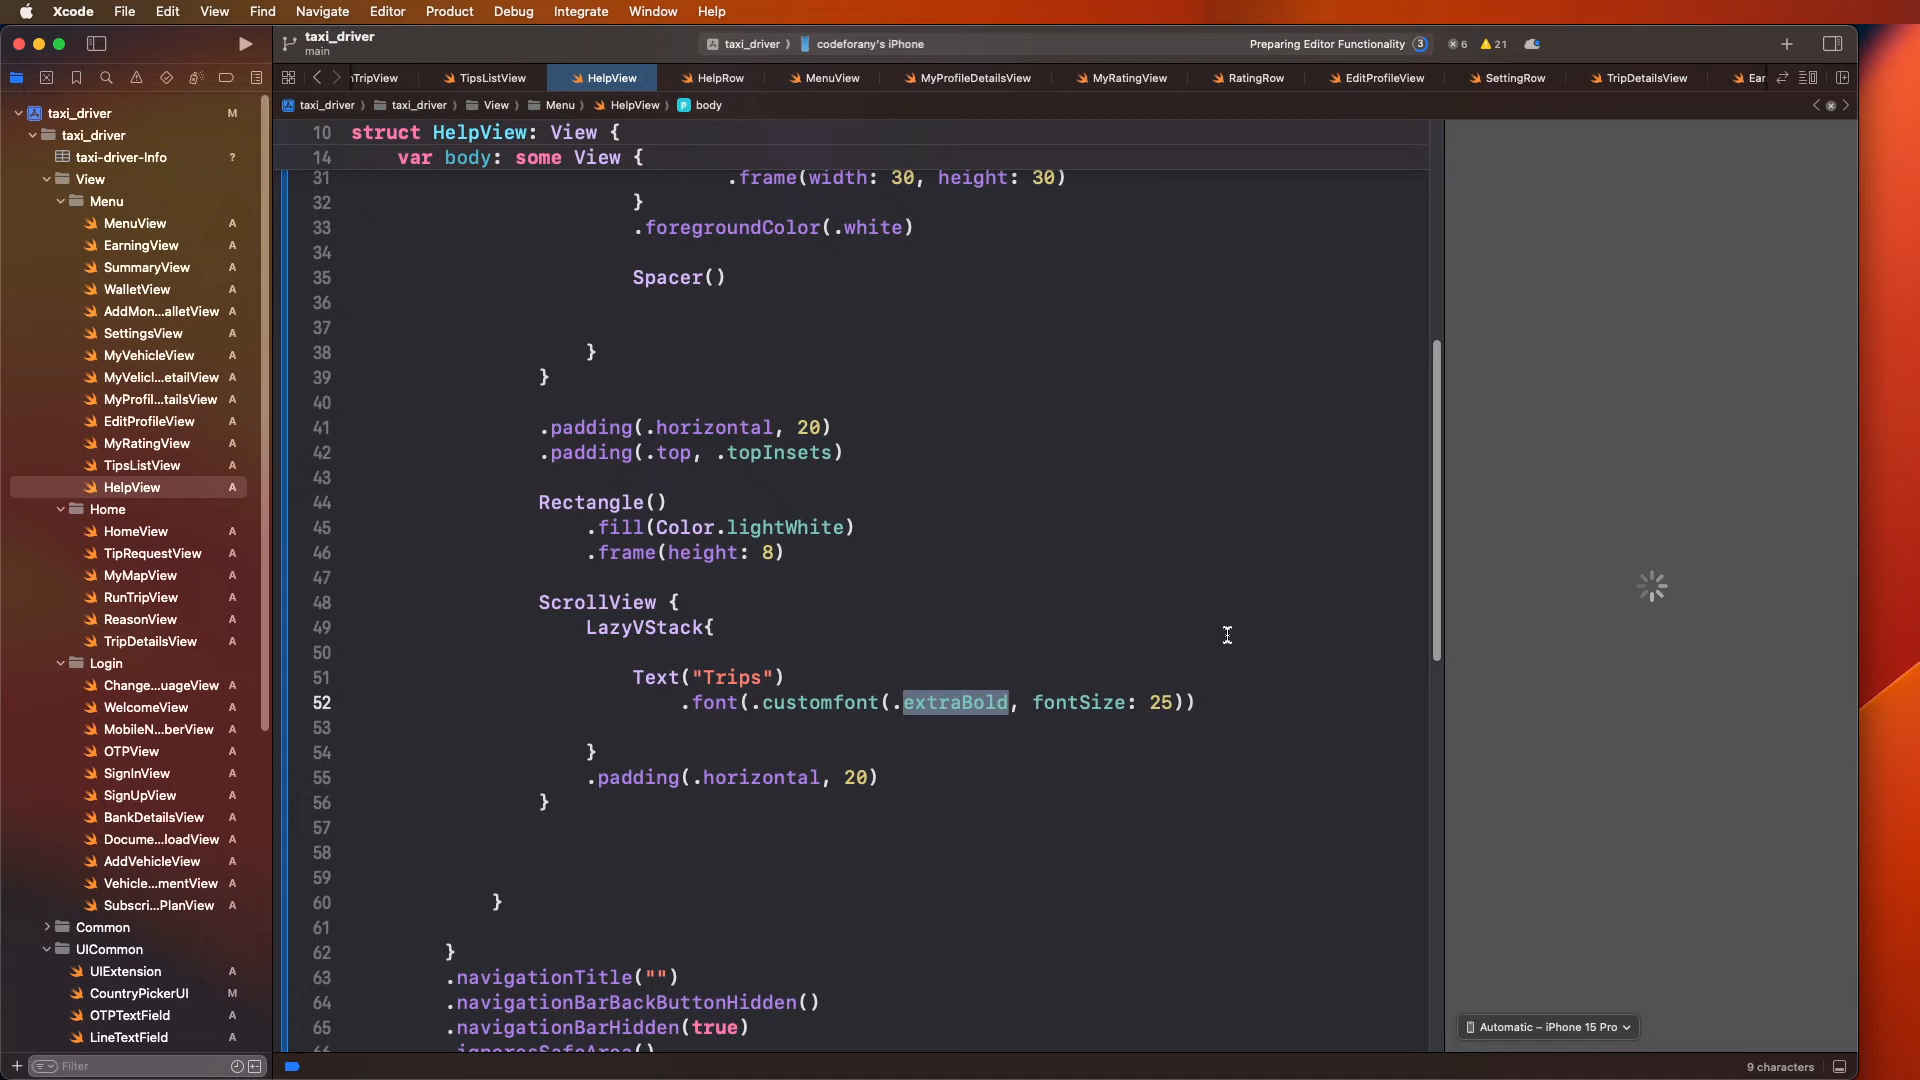 Xcode File Edit View Find Navigate Editor Product Debug Integrate Window Help
taxi_driver
main
taxi_driver codeforany's iPhone
Preparing Editor Functionality 3 6 21
nTripView TipsListView HelpView HelpRow MenuView MyProfileDetailsView MyRatingView RatingRow EditProfileView SettingRow TripDetailsView Ear
taxi_driver taxi_driver View Menu HelpView P body
taxi_driver M
taxi_driver
taxi-driver-Info ?
View
Menu
MenuView A
EarningView A
SummaryView A
WalletView A
AddMon...alletView A
SettingsView A
MyVehicleView A
MyVelicl...etailView A
MyProfil...tailsView A
EditProfileView A
MyRatingView A
TipsListView A
HelpView A
Home
HomeView A
TipRequestView A
MyMapView A
RunTripView A
ReasonView A
TripDetailsView A
Login
Change...uageView A
WelcomeView A
MobileN...berView A
OTPView A
SignInView A
SignUpView A
BankDetailsView A
Docume...loadView A
AddVehicleView A
Vehicle...mentView A
Subscri...PlanView A
Common
UICommon
UIExtension A
CountryPickerUI M
OTPTextField A
LineTextField A
Filter
10 struct HelpView: View {
14 var body: some View {
31 .frame(width: 30, height: 30)
32 }
33 .foregroundColor(.white)
34
35 Spacer()
36
37
38 }
39 }
40
41 .padding(.horizontal, 20)
42 .padding(.top, .topInsets)
43
44 Rectangle()
45 .fill(Color.lightWhite)
46 .frame(height: 8)
47
48 ScrollView {
49 LazyVStack{
50
51 Text("Trips")
52 .font(.customfont(.extraBold, fontSize: 25))
53
54 }
55 .padding(.horizontal, 20)
56 }
57
58
59
60 }
61
62 }
63 .navigationTitle("")
64 .navigationBarBackButtonHidden()
65 .navigationBarHidden(true)
66 .ignoresSafeArea()
Automatic – iPhone 15 Pro
9 characters